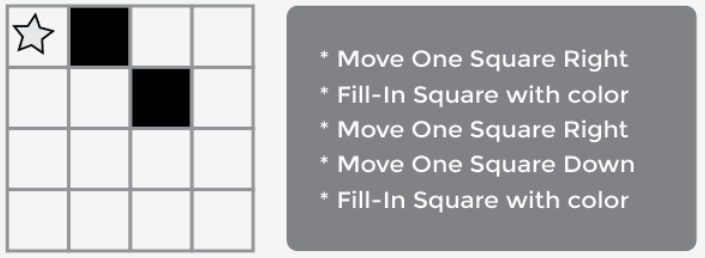 * Move One Square Right
* Fill-In Square with color
* Move One Square Right
* Move One Square Down
* Fill-In Square with color